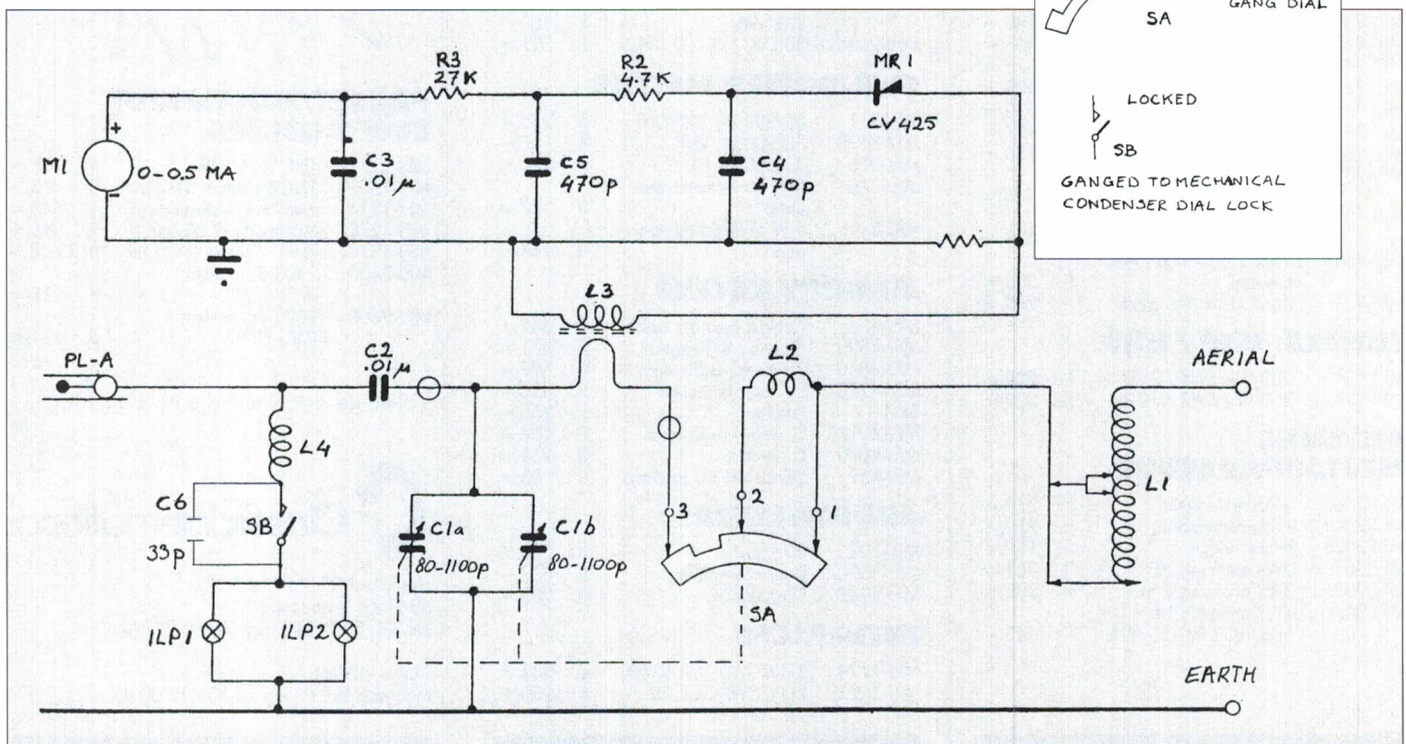 GANG DIAL
SA
R3
27K
R2
4.7K
MR1
CV425
LOCKED
SB
GANGED TO MECHANICAL
CONDENSER DIAL LOCK
+
M1
0-0.5 MA
-
C3
.01µ
C5
470p
C4
470p
L3
PL-A
C2
.01µ
L2
AERIAL
L4
C6
SB
33p
C1a
80-1100p
C1b
80-1100p
3
2
1
L1
SA
ILP1
ILP2
EARTH